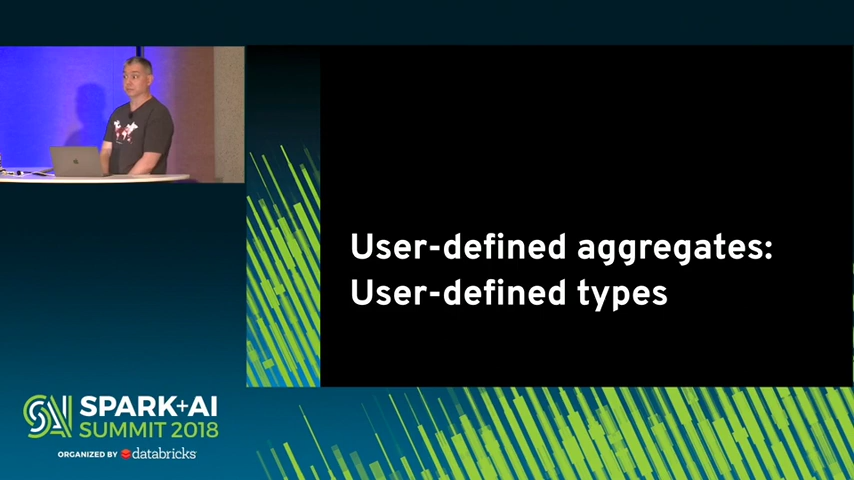 User-defined aggregates:
User-defined types
SPARK+AI
SUMMIT 2018
ORGANIZED BY databricks